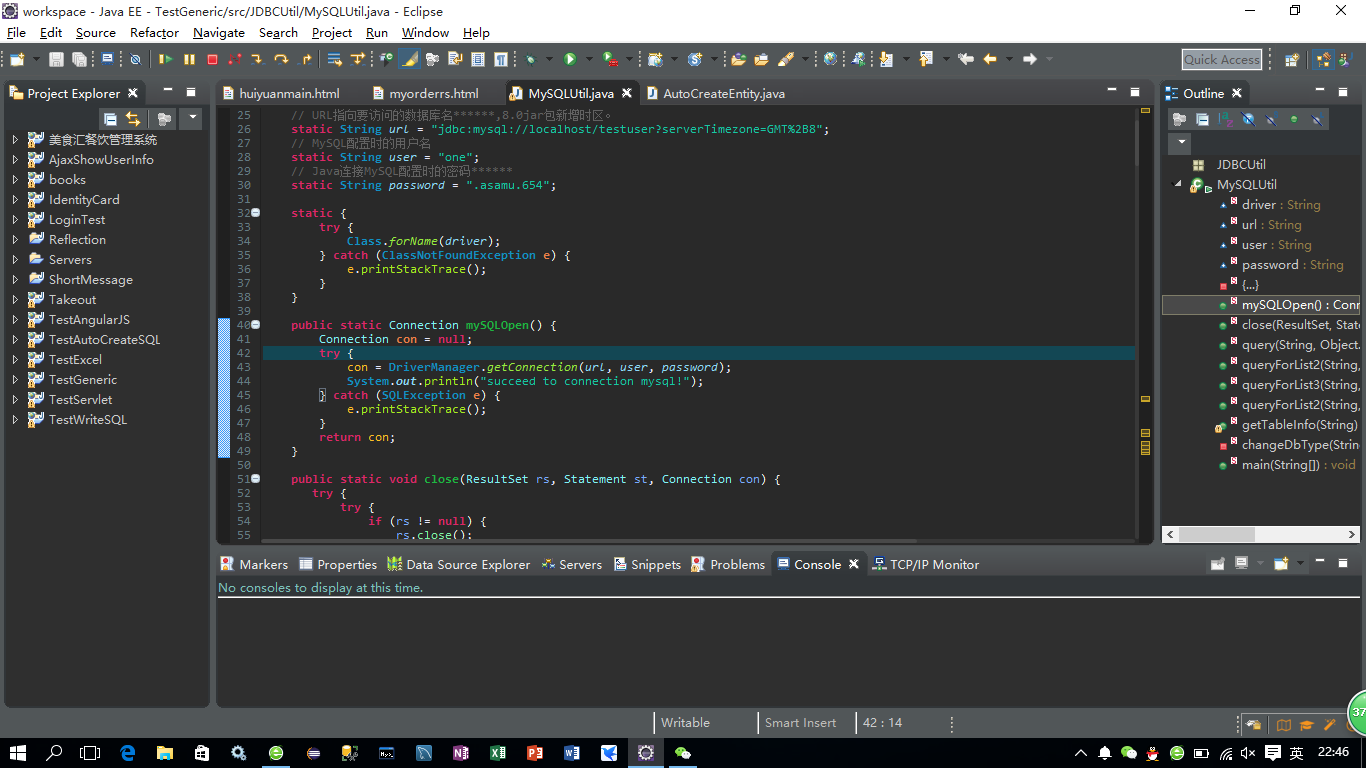 workspace - Java EE - TestGeneric/src/JDBCUtil/MySQLUtil.java - Eclipse
File Edit Source Refactor Navigate Search Project Run Window Help
Quick Access
Project Explorer
美食汇餐饮管理系统
AjaxShowUserInfo
books
IdentityCard
LoginTest
Reflection
Servers
ShortMessage
Takeout
TestAngularJS
TestAutoCreateSQL
TestExcel
TestGeneric
TestServlet
TestWriteSQL
huiyuanmain.html myorderrs.html MySQLUtil.java AutoCreateEntity.java
25 // URL指向要访问的数据库名******,8.0jar包新增时区。
26 static String url = "jdbc:mysql://localhost/testuser?serverTimezone=GMT%2B8";
27 // MySQL配置时的用户名
28 static String user = "one";
29 // Java连接MySQL配置时的密码******
30 static String password = ".asamu.654";
31
32 static {
33 try {
34 Class.forName(driver);
35 } catch (ClassNotFoundException e) {
36 e.printStackTrace();
37 }
38 }
39
40 public static Connection mySQLOpen() {
41 Connection con = null;
42 try {
43 con = DriverManager.getConnection(url, user, password);
44 System.out.println("succeed to connection mysql!");
45 } catch (SQLException e) {
46 e.printStackTrace();
47 }
48 return con;
49 }
50
51 public static void close(ResultSet rs, Statement st, Connection con) {
52 try {
53 try {
54 if (rs != null) {
55 rs.close();
Outline
JDBCUtil
MySQLUtil
driver : String
url : String
user : String
password : String
{...}
mySQLOpen() : Conn
close(ResultSet, State
query(String, Object.
queryForList2(String,
queryForList3(String,
queryForList2(String,
getTableInfo(String)
changeDbType(Strin
main(String[]) : void
Markers Properties Data Source Explorer Servers Snippets Problems Console TCP/IP Monitor
No consoles to display at this time.
Writable Smart Insert 42 : 14
37
英 22:46